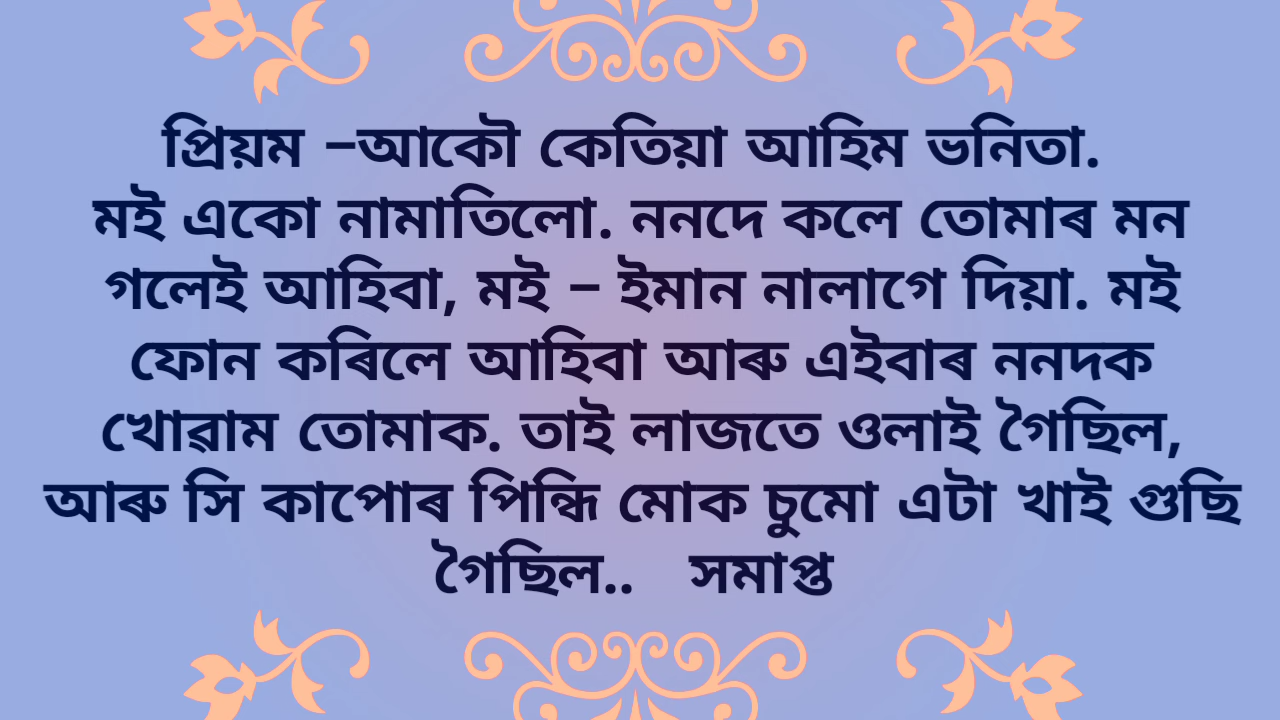 প্রিয়ম –আকৌ কেতিয়া আহিম ভনিতা.
মই একো নামাতিলো. ননদে কলে তোমাৰ মন
গলেই আহিবা, মই – ইমান নালাগে দিয়া. মই
ফোন কৰিলে আহিবা আৰু এইবাৰ ননদক
খোৱাম তোমাক. তাই লাজতে ওলাই গৈছিল,
আৰু সি কাপোৰ পিন্ধি মোক চুমো এটা খাই গুছি
গৈছিল.. সমাপ্ত